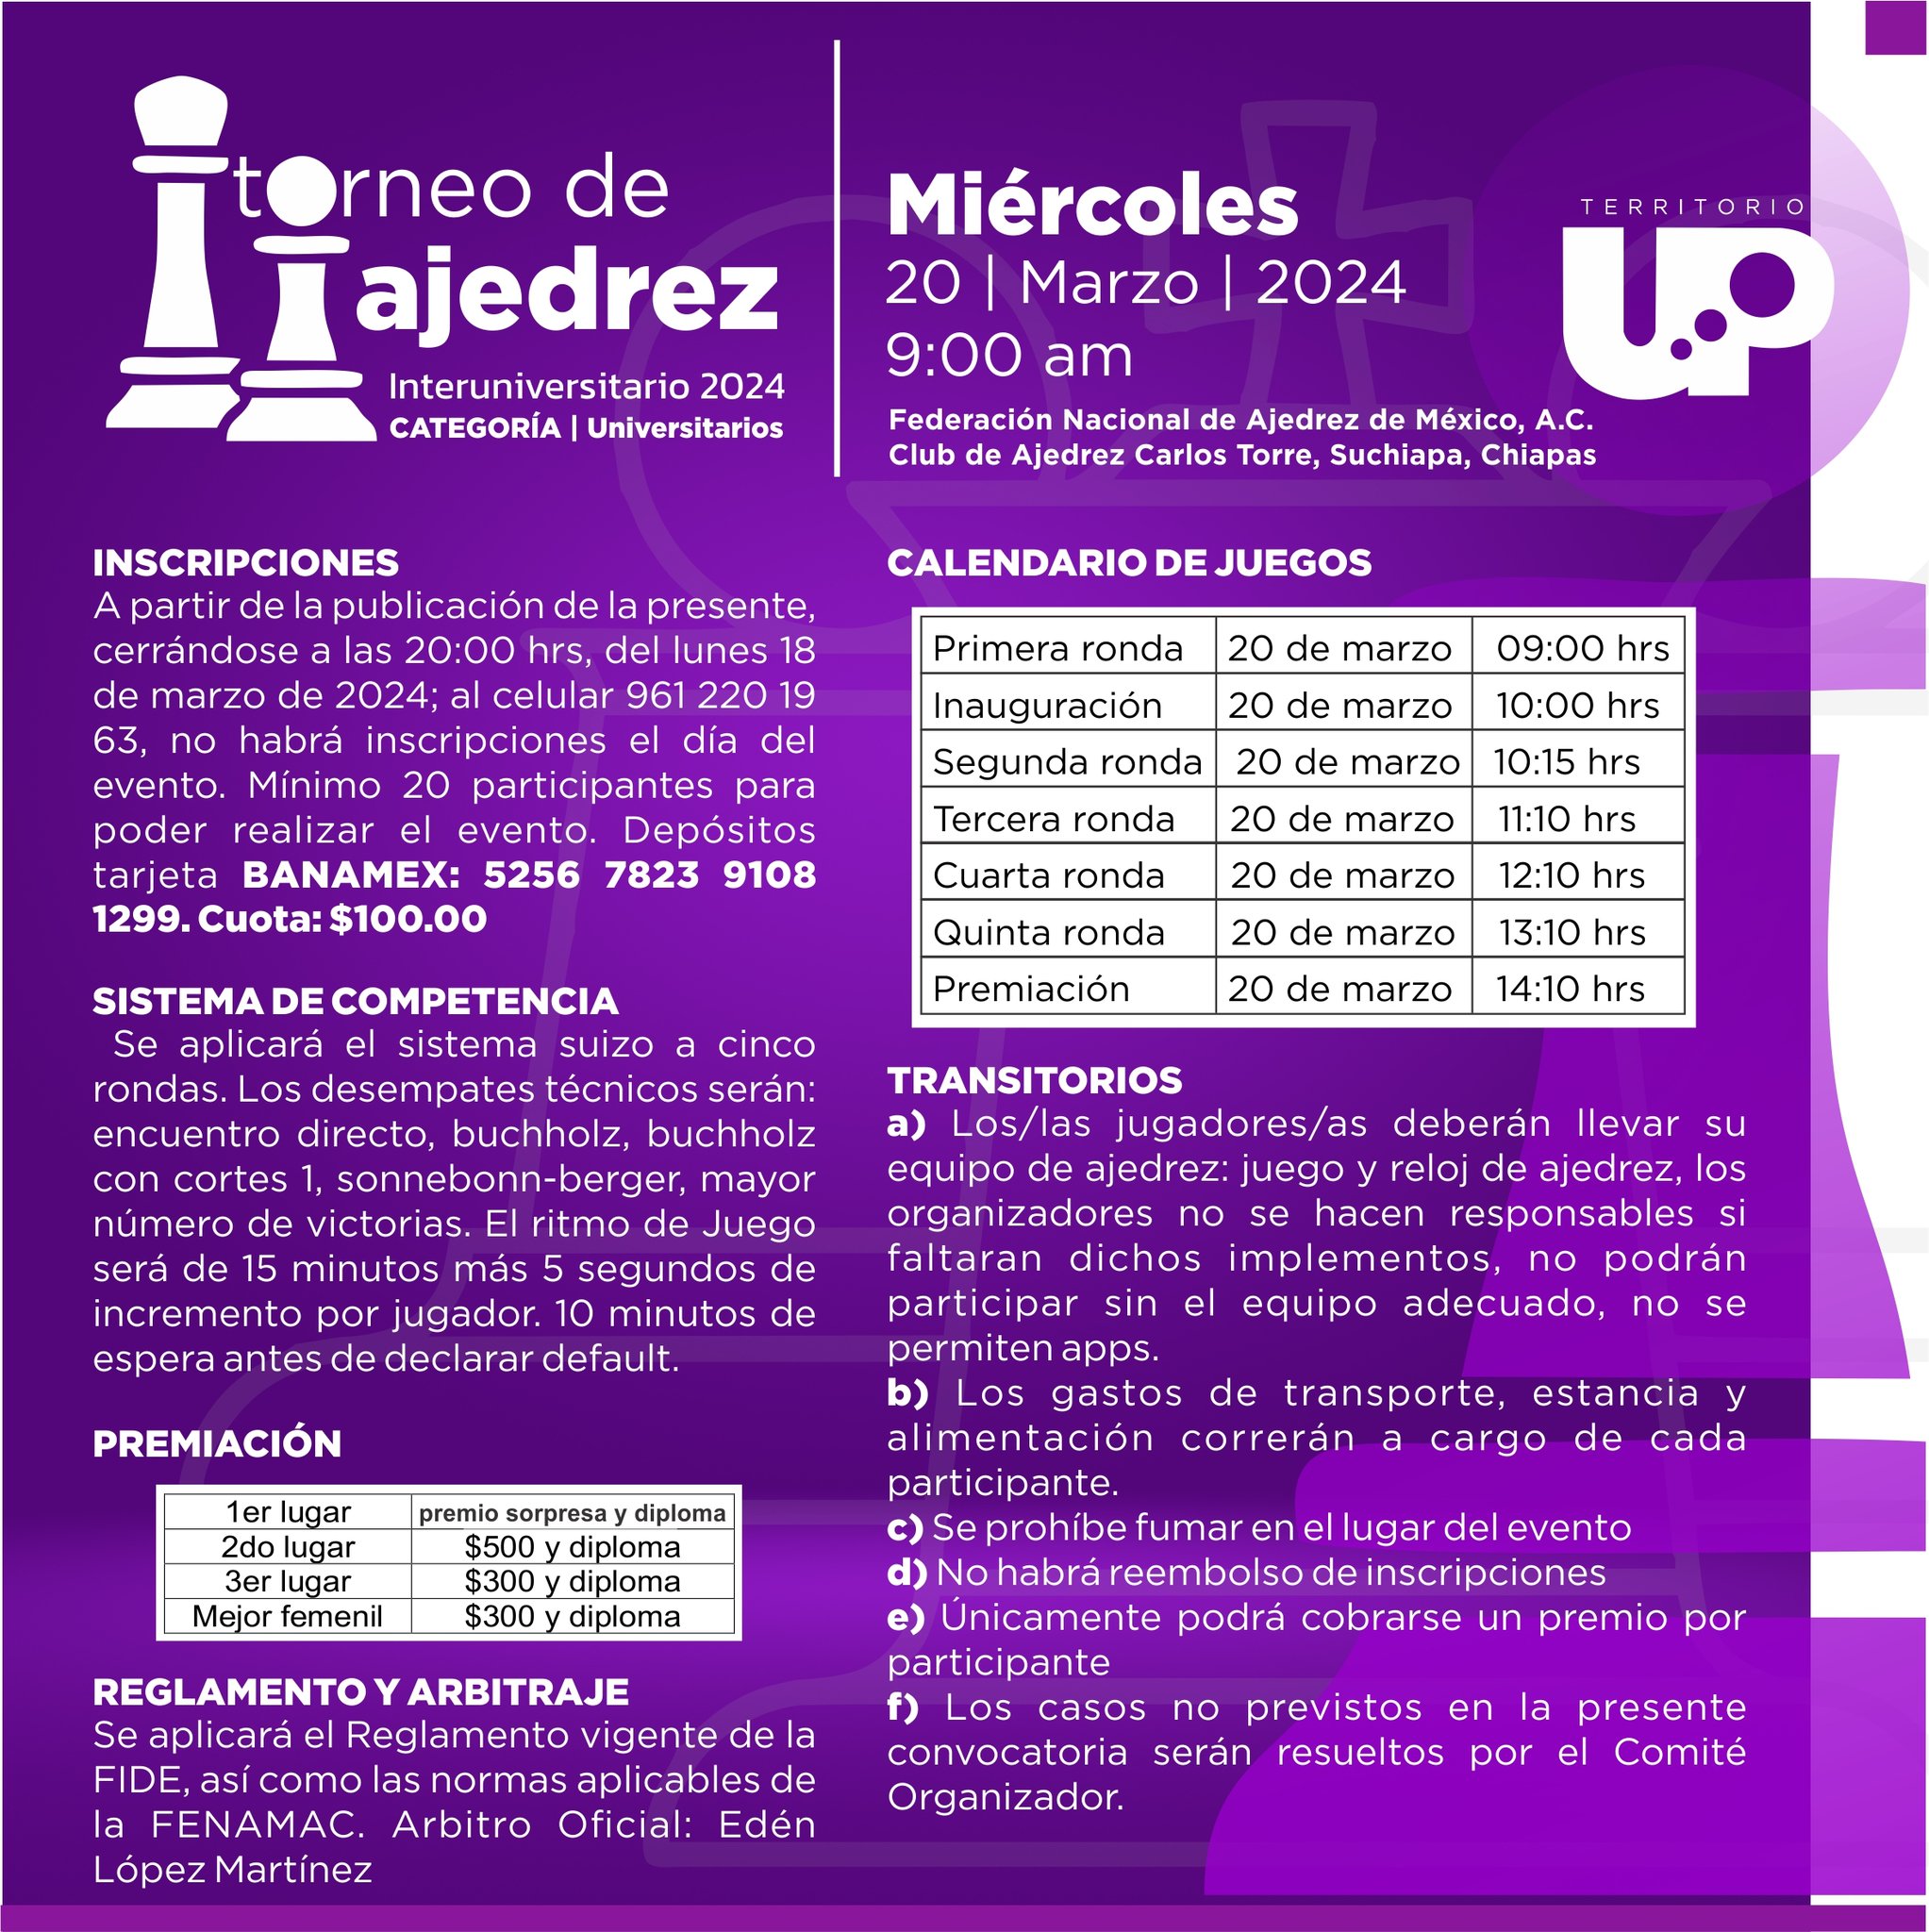 torneo de
ajedrez
Interuniversitario 2024
CATEGORÍA | Universitarios
Miércoles
20 | Marzo | 2024
9:00 am
Federación Nacional de Ajedrez de México, A.C.
Club de Ajedrez Carlos Torre, Suchiapa, Chiapas
TERRITORIO
UP
INSCRIPCIONES
A partir de la publicación de la presente,
cerrándose a las 20:00 hrs, del lunes 18
de marzo de 2024; al celular 961 220 19
63, no habrá inscripciones el día del
evento. Mínimo 20 participantes para
poder realizar el evento. Depósitos
tarjeta BANAMEX: 5256 7823 9108
1299. Cuota: $100.00
SISTEMA DE COMPETENCIA
Se aplicará el sistema suizo a cinco
rondas. Los desempates técnicos serán:
encuentro directo, buchholz, buchholz
con cortes 1, sonnebonn-berger, mayor
número de victorias. El ritmo de Juego
será de 15 minutos más 5 segundos de
incremento por jugador. 10 minutos de
espera antes de declarar default.
PREMIACIÓN
1er lugar premio sorpresa y diploma
2do lugar $500 y diploma
3er lugar $300 y diploma
Mejor femenil $300 y diploma
REGLAMENTO Y ARBITRAJE
Se aplicará el Reglamento vigente de la
FIDE, así como las normas aplicables de
la FENAMAC. Arbitro Oficial: Edén
López Martínez
CALENDARIO DE JUEGOS
Primera ronda 20 de marzo 09:00 hrs
Inauguración 20 de marzo 10:00 hrs
Segunda ronda 20 de marzo 10:15 hrs
Tercera ronda 20 de marzo 11:10 hrs
Cuarta ronda 20 de marzo 12:10 hrs
Quinta ronda 20 de marzo 13:10 hrs
Premiación 20 de marzo 14:10 hrs
TRANSITORIOS
a) Los/las jugadores/as deberán llevar su
equipo de ajedrez: juego y reloj de ajedrez, los
organizadores no se hacen responsables si
faltaran dichos implementos, no podrán
participar sin el equipo adecuado, no se
permiten apps.
b) Los gastos de transporte, estancia y
alimentación correrán a cargo de cada
participante.
c) Se prohíbe fumar en el lugar del evento
d) No habrá reembolso de inscripciones
e) Únicamente podrá cobrarse un premio por
participante
f) Los casos no previstos en la presente
convocatoria serán resueltos por el Comité
Organizador.